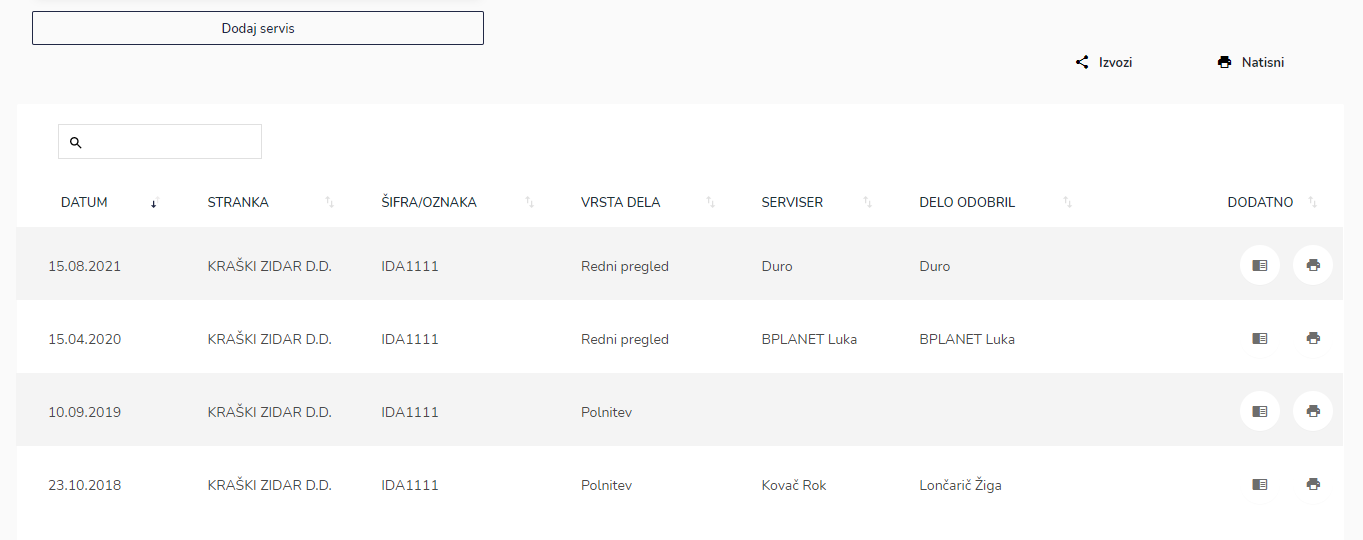 Dodaj servis
Izvozi Natisni
DATUM STRANKA ŠIFRA/OZNAKA VRSTA DELA SERVISER DELO ODOBRIL DODATNO
15.08.2021 KRAŠKI ZIDAR D.D. IDA1111 Redni pregled Duro Duro
15.04.2020 KRAŠKI ZIDAR D.D. IDA1111 Redni pregled BPLANET Luka BPLANET Luka
10.09.2019 KRAŠKI ZIDAR D.D. IDA1111 Polnitev
23.10.2018 KRAŠKI ZIDAR D.D. IDA1111 Polnitev Kovač Rok Lončarič Žiga